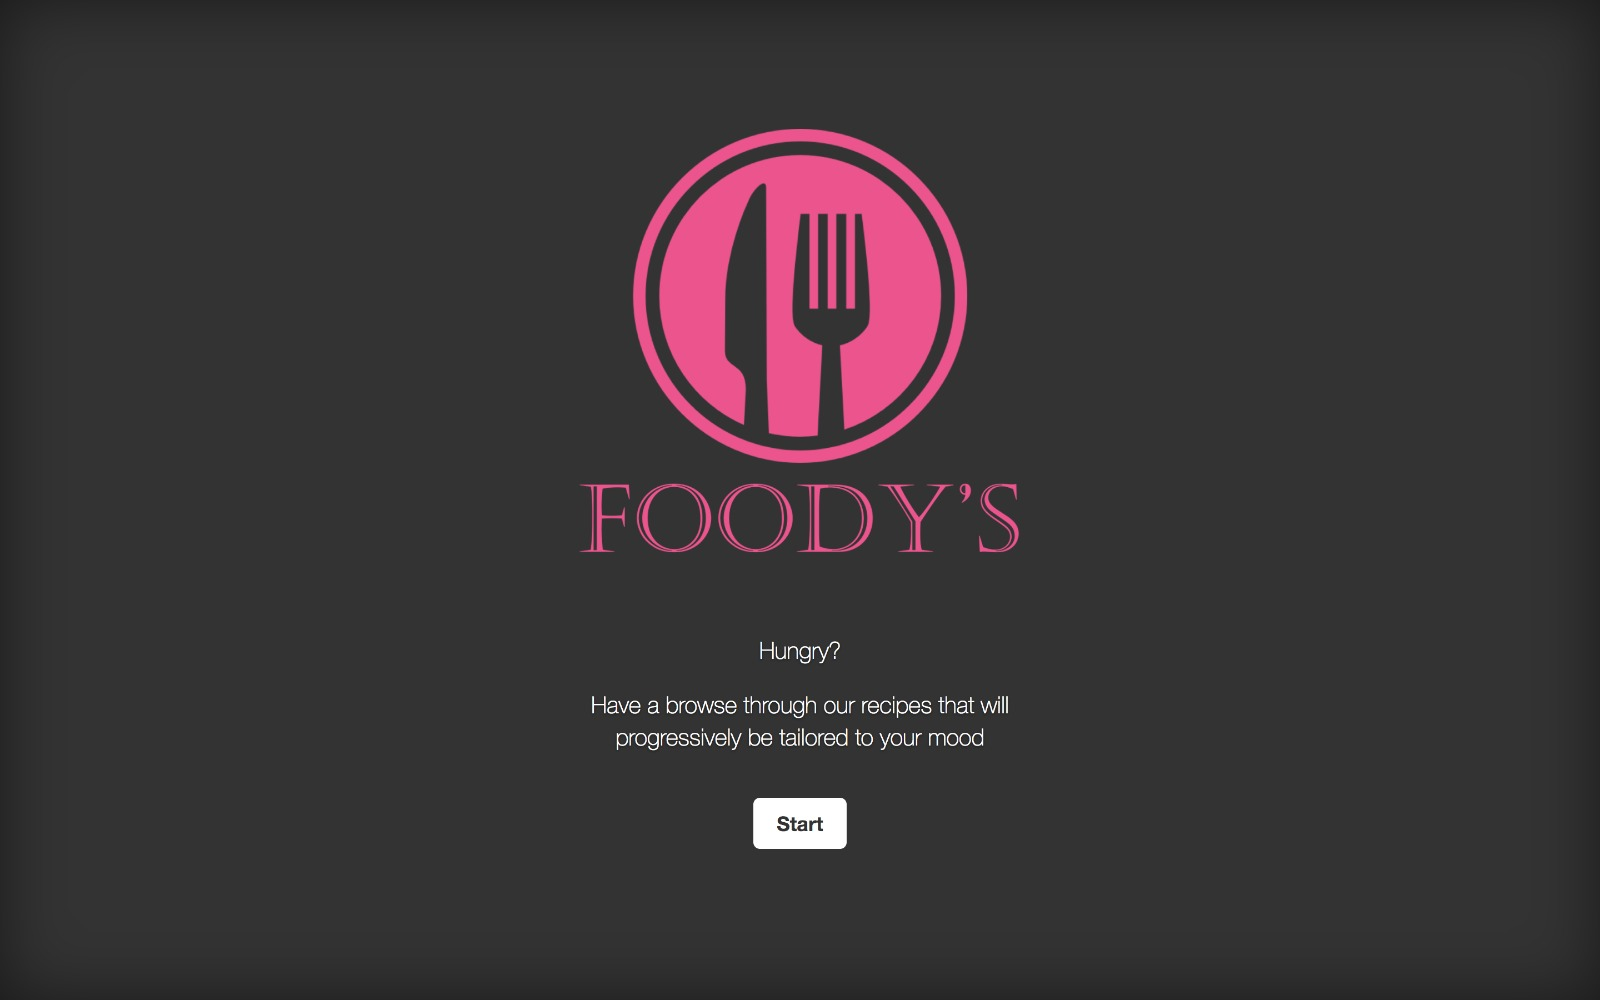 FOODY’S
Hungry?
Have a browse through our recipes that will
progressively be tailored to your mood
Start